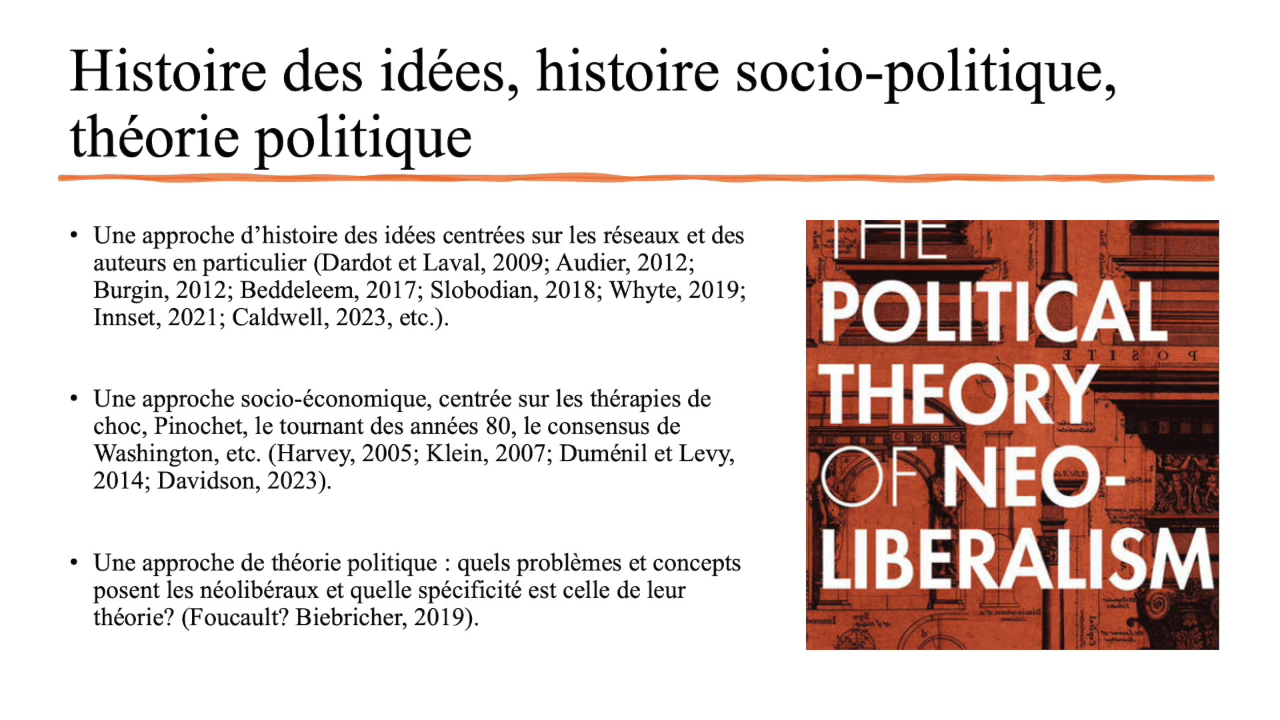 Histoire des idées, histoire socio-politique,
théorie politique
• Une approche d’histoire des idées centrées sur les réseaux et des
auteurs en particulier (Dardot et Laval, 2009; Audier, 2012;
Burgin, 2012; Beddeleem, 2017; Slobodian, 2018; Whyte, 2019;
Innset, 2021; Caldwell, 2023, etc.).
• Une approche socio-économique, centrée sur les thérapies de
choc, Pinochet, le tournant des années 80, le consensus de
Washington, etc. (Harvey, 2005; Klein, 2007; Duménil et Levy,
2014; Davidson, 2023).
• Une approche de théorie politique : quels problèmes et concepts
posent les néolibéraux et quelle spécificité est celle de leur
théorie? (Foucault? Biebricher, 2019).
THE
POLITICAL
THEORY
OF NEO-
LIBERALISM